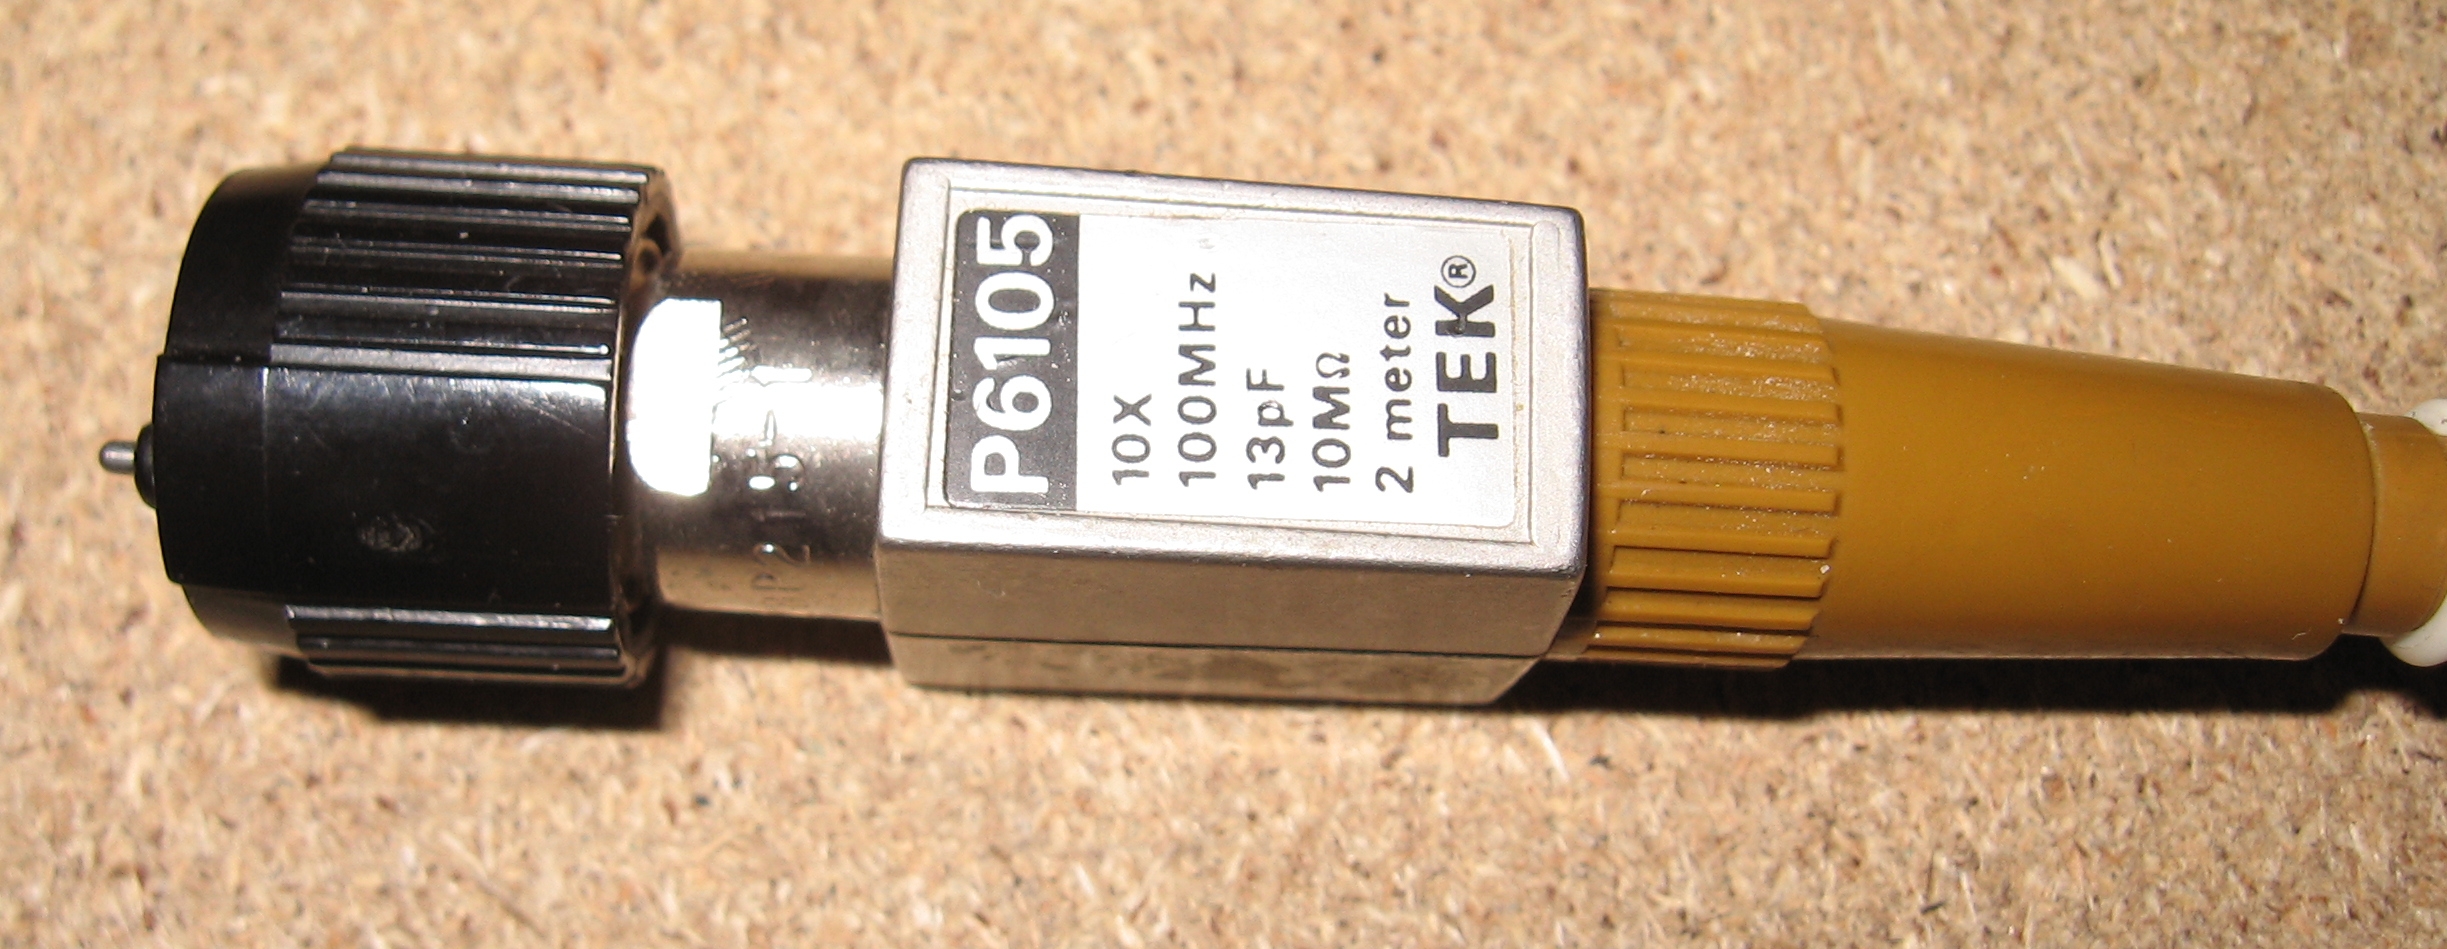 P6105
10X
100MHz
13pF
10MΩ
2 meter
TEK®